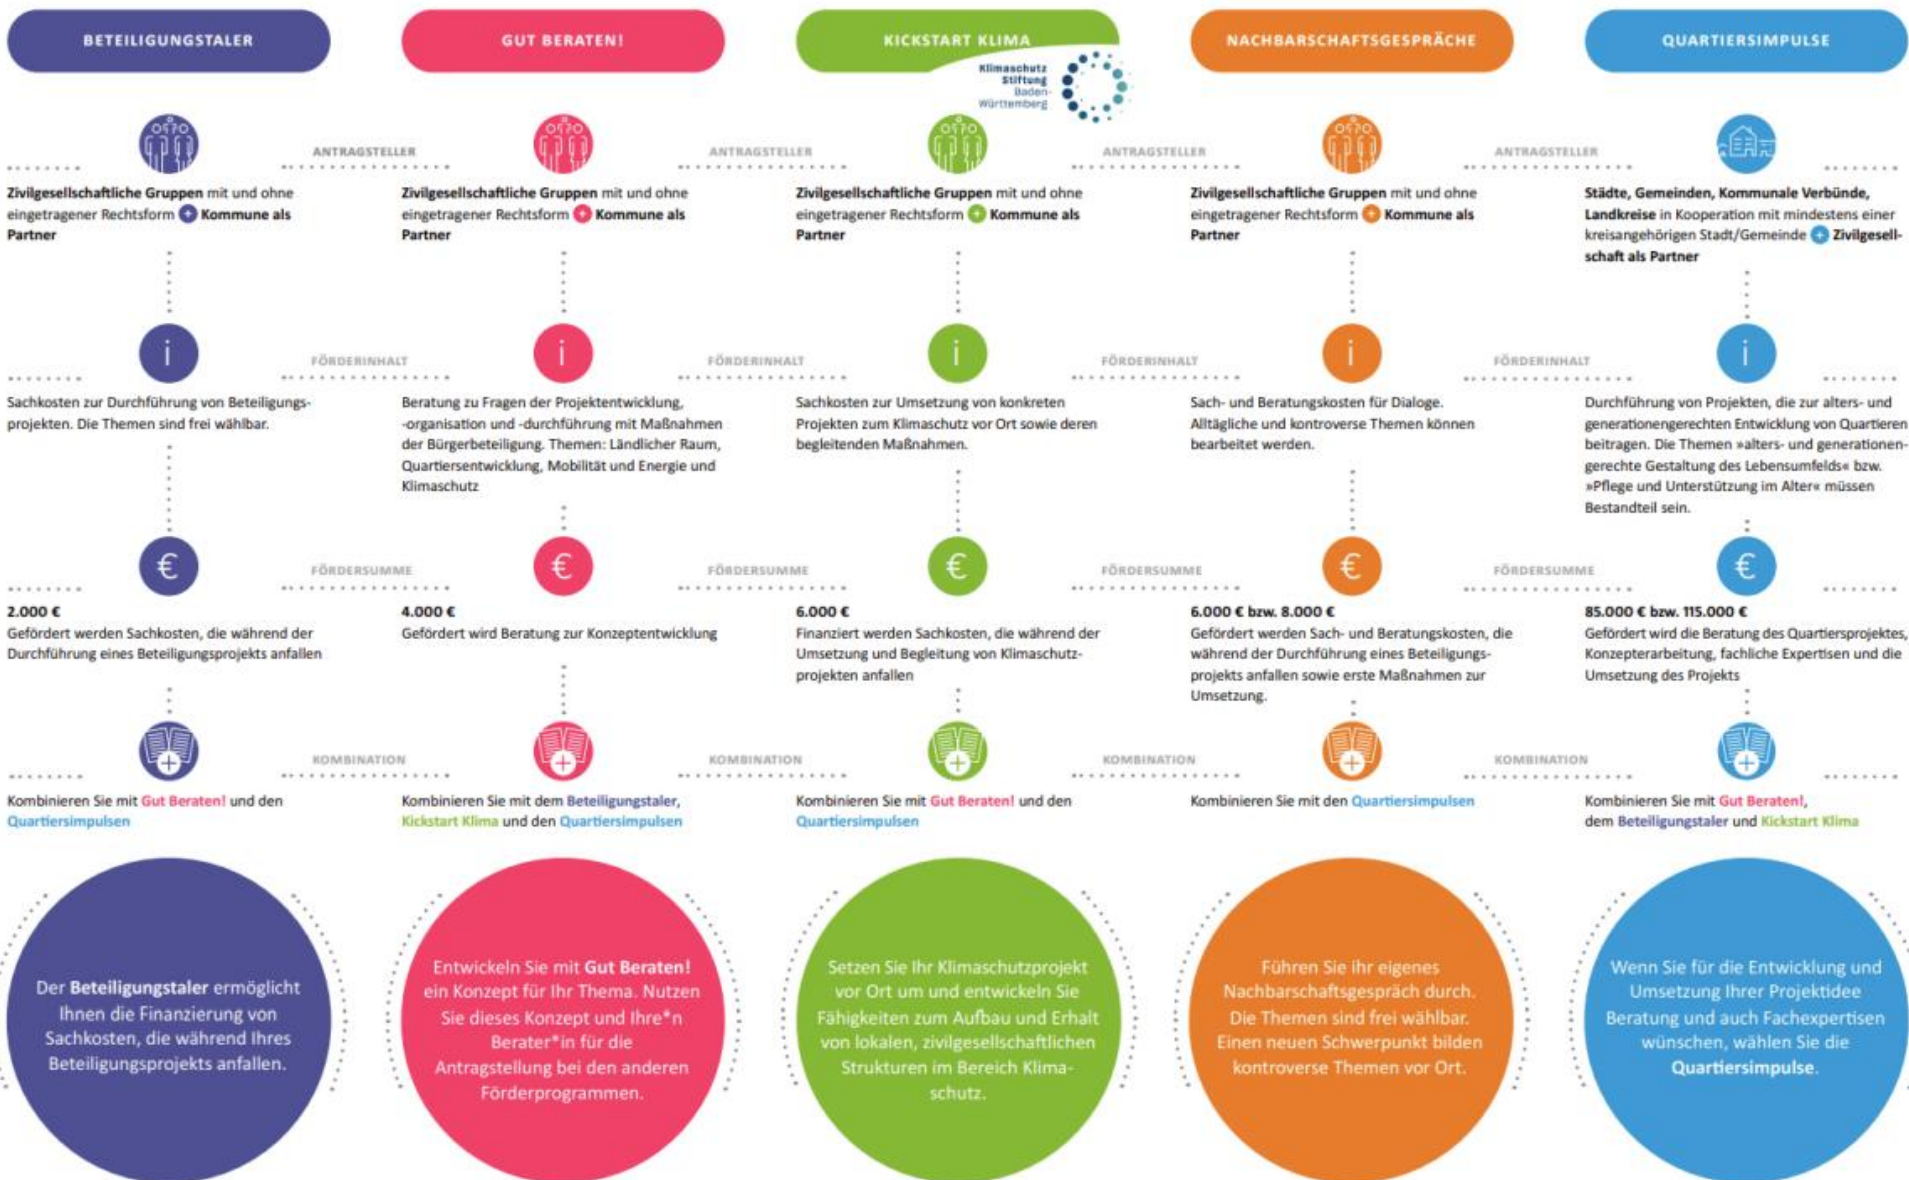 BETEILIGUNGSTALER
GUT BERATEN!
KICKSTART KLIMA
NACHBARSCHAFTSGESPRÄCHE
QUARTIERSIMPULSE
Klimaschutz
Stiftung
Baden-
Württemberg
ANTRAGSTELLER
ANTRAGSTELLER
ANTRAGSTELLER
ANTRAGSTELLER
Zivilgesellschaftliche Gruppen mit und ohne
eingetragener Rechtsform + Kommune als
Partner
Zivilgesellschaftliche Gruppen mit und ohne
eingetragener Rechtsform + Kommune als
Partner
Zivilgesellschaftliche Gruppen mit und ohne
eingetragener Rechtsform + Kommune als
Partner
Zivilgesellschaftliche Gruppen mit und ohne
eingetragener Rechtsform + Kommune als
Partner
Städte, Gemeinden, Kommunale Verbünde,
Landkreise in Kooperation mit mindestens einer
kreisangehörigen Stadt/Gemeinde + Zivilgesell-
schaft als Partner
i
FÖRDERINHALT
i
FÖRDERINHALT
i
FÖRDERINHALT
i
FÖRDERINHALT
i
Sachkosten zur Durchführung von Beteiligungs-
projekten. Die Themen sind frei wählbar.
Beratung zu Fragen der Projektentwicklung,
-organisation und -durchführung mit Maßnahmen
der Bürgerbeteiligung. Themen: Ländlicher Raum,
Quartiersentwicklung, Mobilität und Energie und
Klimaschutz
Sachkosten zur Umsetzung von konkreten
Projekten zum Klimaschutz vor Ort sowie deren
begleitenden Maßnahmen.
Sach- und Beratungskosten für Dialoge.
Alltägliche und kontroverse Themen können
bearbeitet werden.
Durchführung von Projekten, die zur alters- und
generationengerechten Entwicklung von Quartieren
beitragen. Die Themen »alters- und generationen-
gerechte Gestaltung des Lebensumfelds« bzw.
»Pflege und Unterstützung im Alter« müssen
Bestandteil sein.
€
FÖRDERSUMME
€
FÖRDERSUMME
€
FÖRDERSUMME
€
FÖRDERSUMME
€
2.000 €
Gefördert werden Sachkosten, die während der
Durchführung eines Beteiligungsprojekts anfallen
4.000 €
Gefördert wird Beratung zur Konzeptentwicklung
6.000 €
Finanziert werden Sachkosten, die während der
Umsetzung und Begleitung von Klimaschutz-
projekten anfallen
6.000 € bzw. 8.000 €
Gefördert werden Sach- und Beratungskosten, die
während der Durchführung eines Beteiligungs-
projekts anfallen sowie erste Maßnahmen zur
Umsetzung.
85.000 € bzw. 115.000 €
Gefördert wird die Beratung des Quartiersprojektes,
Konzepterarbeitung, fachliche Expertisen und die
Umsetzung des Projekts
KOMBINATION
KOMBINATION
KOMBINATION
KOMBINATION
Kombinieren Sie mit Gut Beraten! und den
Quartiersimpulsen
Kombinieren Sie mit dem Beteiligungstaler,
Kickstart Klima und den Quartiersimpulsen
Kombinieren Sie mit Gut Beraten! und den
Quartiersimpulsen
Kombinieren Sie mit den Quartiersimpulsen
Kombinieren Sie mit Gut Beraten!,
dem Beteiligungstaler und Kickstart Klima
Der Beteiligungstaler ermöglicht
Ihnen die Finanzierung von
Sachkosten, die während Ihres
Beteiligungsprojekts anfallen.
Entwickeln Sie mit Gut Beraten!
ein Konzept für Ihr Thema. Nutzen
Sie dieses Konzept und Ihre*n
Berater*in für die
Antragstellung bei den anderen
Förderprogrammen.
Setzen Sie Ihr Klimaschutzprojekt
vor Ort um und entwickeln Sie
Fähigkeiten zum Aufbau und Erhalt
von lokalen, zivilgesellschaftlichen
Strukturen im Bereich Klima-
schutz.
Führen Sie ihr eigenes
Nachbarschaftsgespräch durch.
Die Themen sind frei wählbar.
Einen neuen Schwerpunkt bilden
kontroverse Themen vor Ort.
Wenn Sie für die Entwicklung und
Umsetzung Ihrer Projektidee
Beratung und auch Fachexpertisen
wünschen, wählen Sie die
Quartiersimpulse.